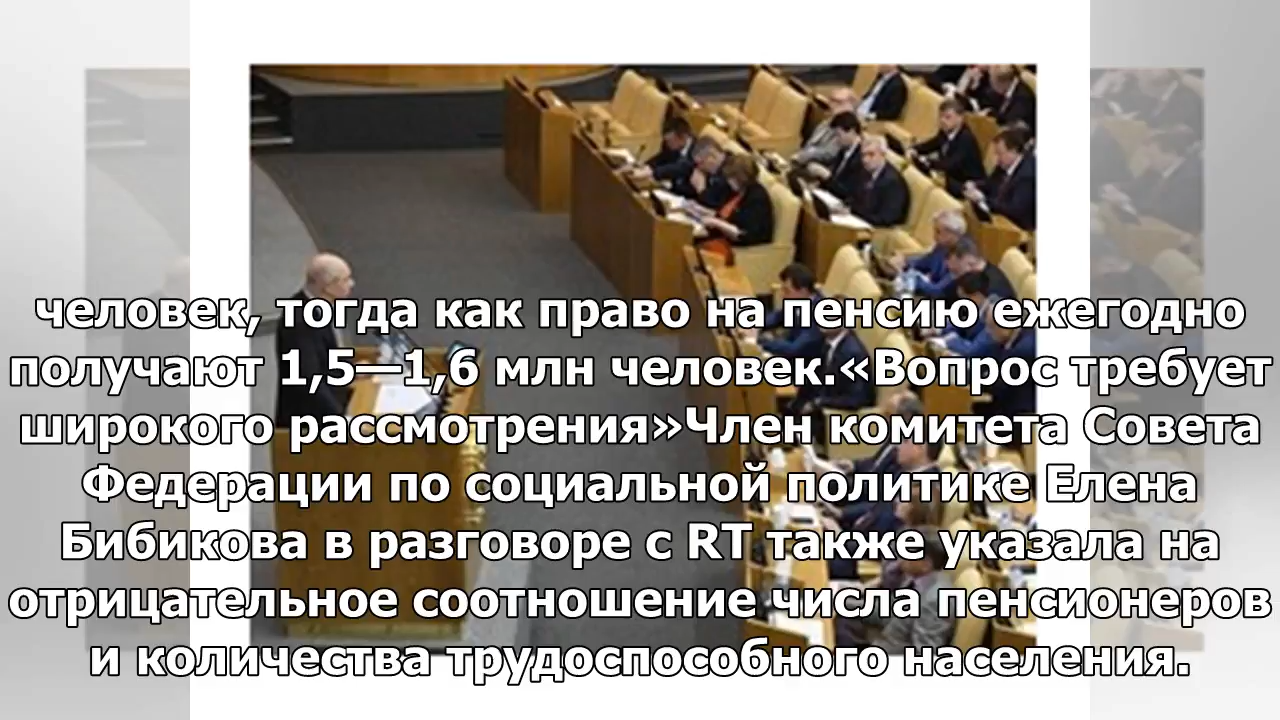 человек, тогда как право на пенсию ежегодно
получают 1,5—1,6 млн человек.«Вопрос требует
широкого рассмотрения»Член комитета Совета
Федерации по социальной политике Елена
Бибикова в разговоре с RT также указала на
отрицательное соотношение числа пенсионеров
и количества трудоспособного населения.